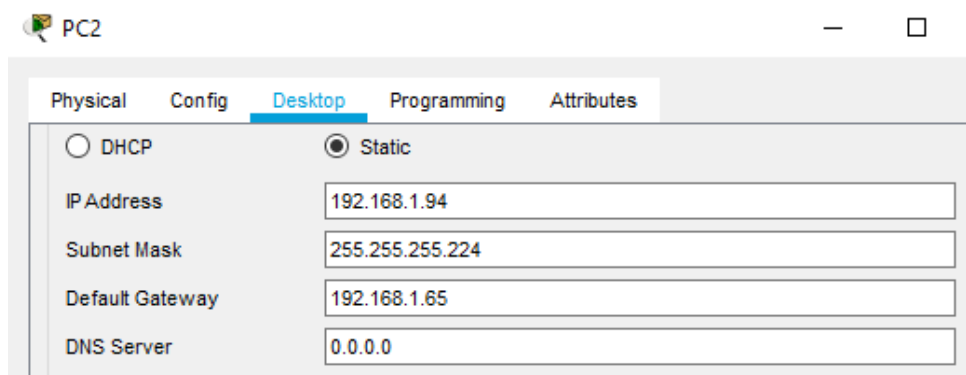 PC2
Physical Config Desktop Programming Attributes
DHCP Static
IP Address 192.168.1.94
Subnet Mask 255.255.255.224
Default Gateway 192.168.1.65
DNS Server 0.0.0.0